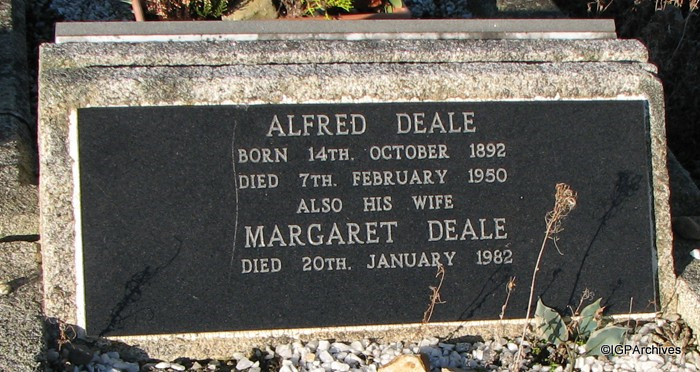 ALFRED DEALE
BORN 14TH. OCTOBER 1892
DIED 7TH. FEBRUARY 1950
ALSO HIS WIFE
MARGARET DEALE
DIED 20TH. JANUARY 1982
©IGPArchives